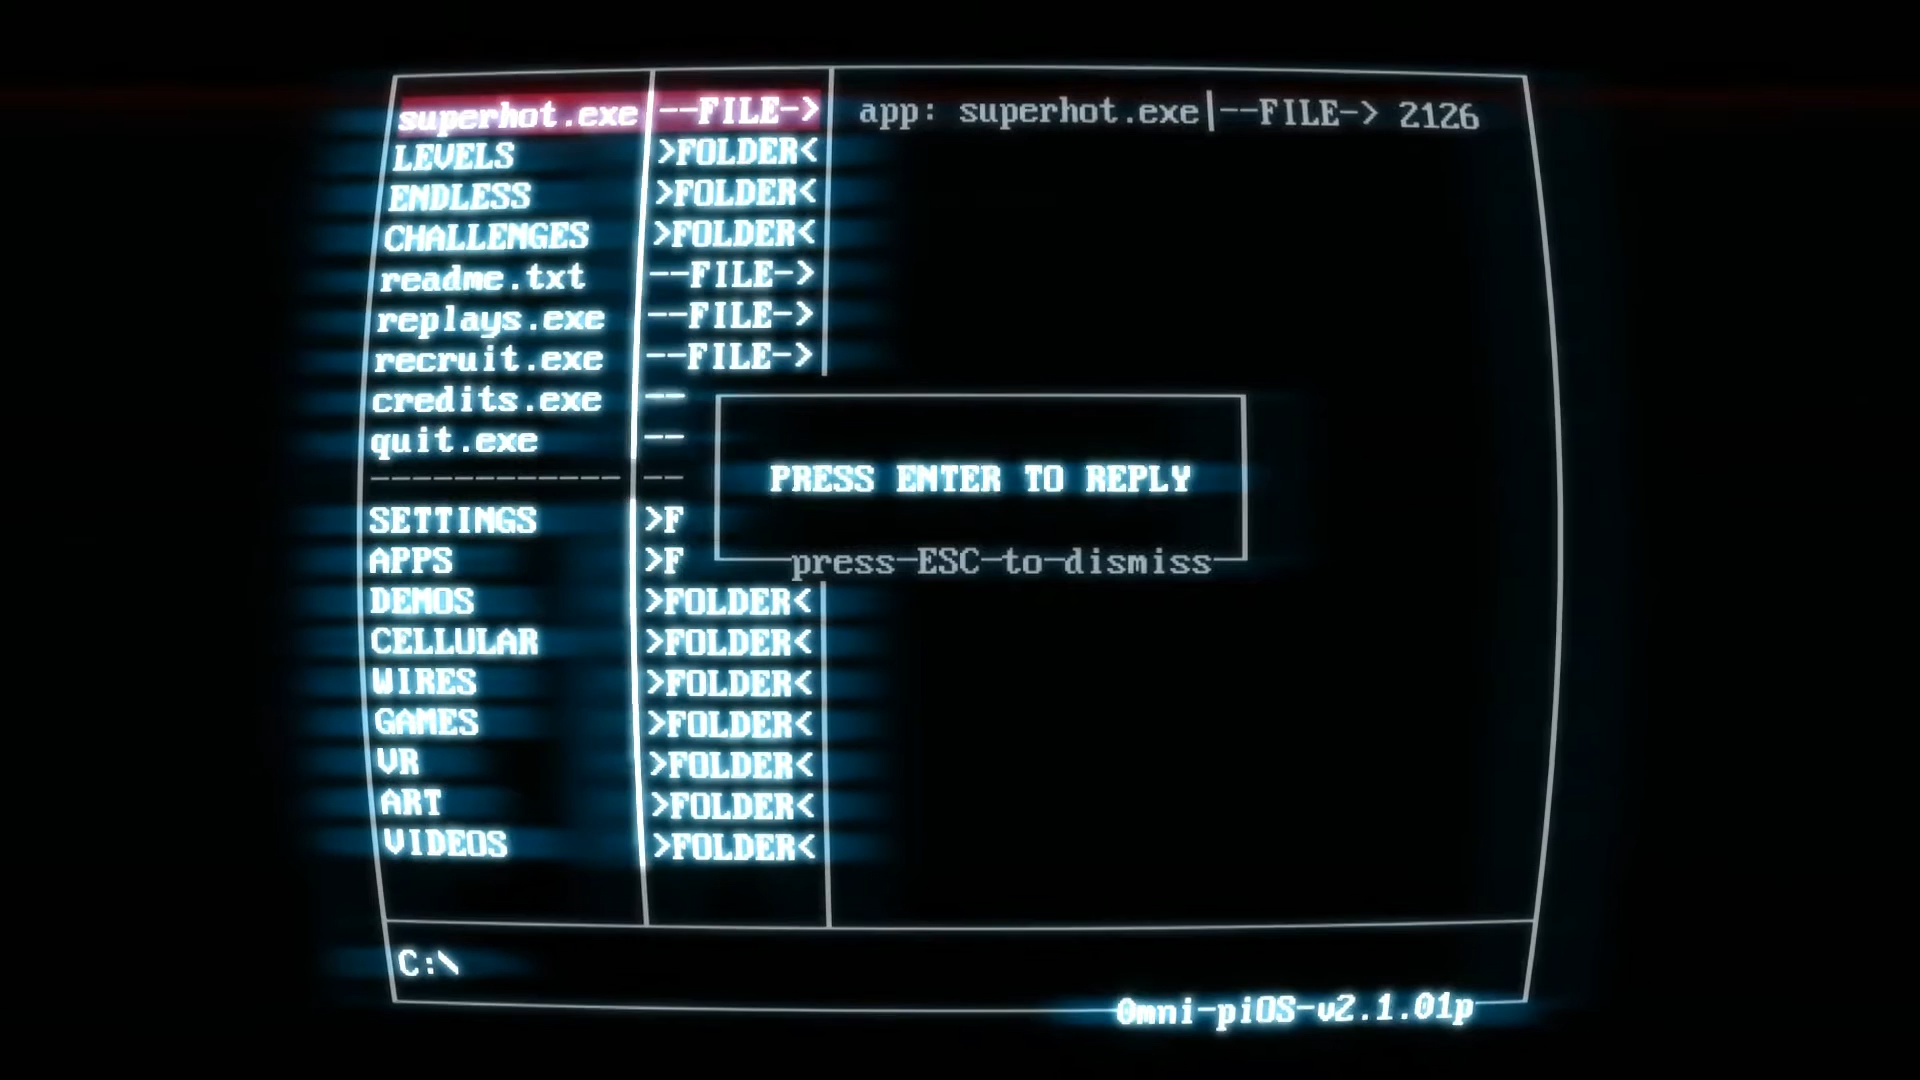 superhot.exe --FILE-> app: superhot.exe|--FILE-> 2126
LEVELS >FOLDER<
ENDLESS >FOLDER<
CHALLENGES >FOLDER<
readme.txt --FILE->
replays.exe --FILE->
recruit.exe --FILE->
credits.exe --
quit.exe --
PRESS ENTER TO REPLY
press-ESC-to-dismiss
------------ --
SETTINGS >F
APPS >F
DEMOS >FOLDER<
CELLULAR >FOLDER<
WIRES >FOLDER<
GAMES >FOLDER<
VR >FOLDER<
ART >FOLDER<
VIDEOS >FOLDER<
C:\
Omni-piOS-v2.1.01p